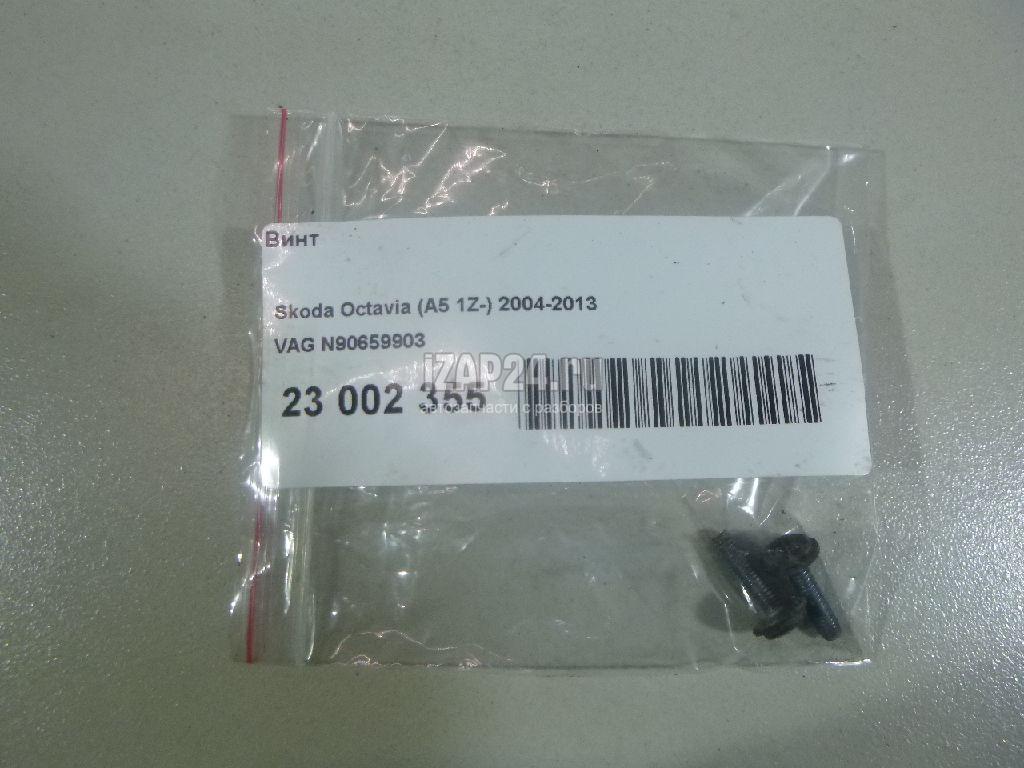 Винт
Skoda Octavia (A5 1Z-) 2004-2013
VAG N90659903
iZAP24.ru
23 002 355
автозапчасти с разборов